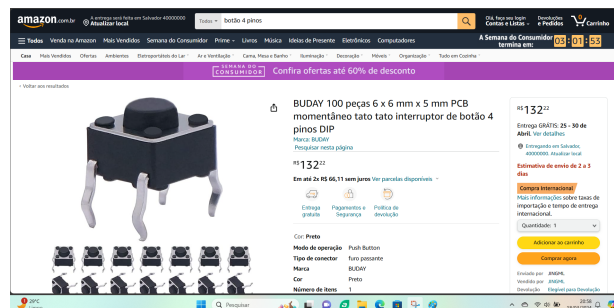 amazon.com.br
A entrega será feita em Salvador 40000000
Atualizar local
Todos
botão 4 pinos
Olá, faça seu login
Contas e Listas
Devoluções
e Pedidos
Carrinho
Todos
Venda na Amazon
Mais Vendidos
Semana do Consumidor
Prime
Livros
Música
Ideias de Presente
Eletrônicos
Computadores
A Semana do Consumidor
termina em:
03 : 01 : 53
Casa
Mais Vendidos
Ofertas
Ambientes
Eletroportáteis do Lar
Ar e Ventilação
Cama, Mesa e Banho
Iluminação
Decoração
Móveis
Organização
Tudo em Cozinha
SEMANA DO
CONSUMIDOR
Confira ofertas até 60% de desconto
‹ Voltar aos resultados
BUDAY 100 peças 6 x 6 mm x 5 mm PCB
momentâneo tato tato interruptor de botão 4
pinos DIP
Marca: BUDAY
Pesquisar nesta página
R$13222
Em até 2x R$ 66,11 sem juros Ver parcelas disponíveis
Entrega
gratuita
Pagamentos e
Segurança
Política de
devolução
Cor: Preto
Modo de operação Push Button
Tipo de conector furo passante
Marca BUDAY
Cor Preto
Número de itens 1
R$13222
Entrega GRÁTIS: 25 - 30 de
Abril. Ver detalhes
Entregando em Salvador,
40000000. Atualizar local
Estimativa de envio de 2 a 3
dias
Compra Internacional
Mais informações sobre taxas de
importação e tempo de entrega
internacional.
Quantidade: 1
Adicionar ao carrinho
Comprar agora
Enviado por JINGML
Vendido por JINGML
Devolução Elegível para Devolução
29°C
Pesquisar
20:58